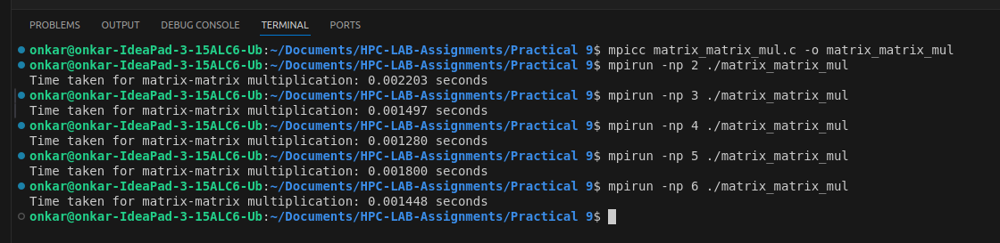 PROBLEMS OUTPUT DEBUG CONSOLE TERMINAL PORTS
onkar@onkar-IdeaPad-3-15ALC6-Ub:~/Documents/HPC-LAB-Assignments/Practical 9$ mpicc matrix_matrix_mul.c -o matrix_matrix_mul
onkar@onkar-IdeaPad-3-15ALC6-Ub:~/Documents/HPC-LAB-Assignments/Practical 9$ mpirun -np 2 ./matrix_matrix_mul
Time taken for matrix-matrix multiplication: 0.002203 seconds
onkar@onkar-IdeaPad-3-15ALC6-Ub:~/Documents/HPC-LAB-Assignments/Practical 9$ mpirun -np 3 ./matrix_matrix_mul
Time taken for matrix-matrix multiplication: 0.001497 seconds
onkar@onkar-IdeaPad-3-15ALC6-Ub:~/Documents/HPC-LAB-Assignments/Practical 9$ mpirun -np 4 ./matrix_matrix_mul
Time taken for matrix-matrix multiplication: 0.001280 seconds
onkar@onkar-IdeaPad-3-15ALC6-Ub:~/Documents/HPC-LAB-Assignments/Practical 9$ mpirun -np 5 ./matrix_matrix_mul
Time taken for matrix-matrix multiplication: 0.001800 seconds
onkar@onkar-IdeaPad-3-15ALC6-Ub:~/Documents/HPC-LAB-Assignments/Practical 9$ mpirun -np 6 ./matrix_matrix_mul
Time taken for matrix-matrix multiplication: 0.001448 seconds
onkar@onkar-IdeaPad-3-15ALC6-Ub:~/Documents/HPC-LAB-Assignments/Practical 9$